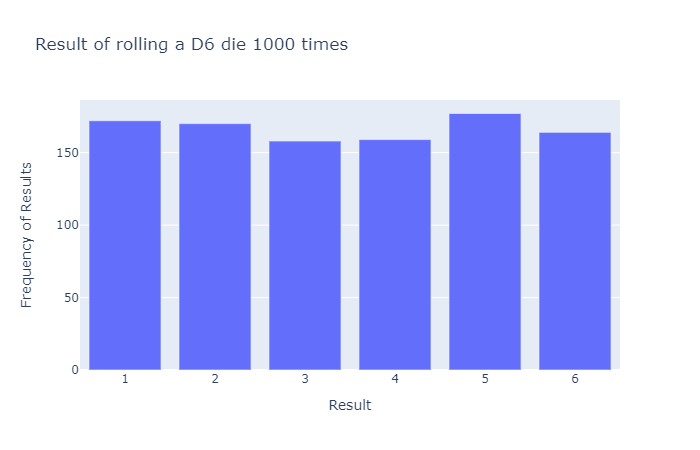 Result of rolling a D6 die 1000 times
150
100
50
0
Frequency of Results
1 2 3 4 5 6
Result